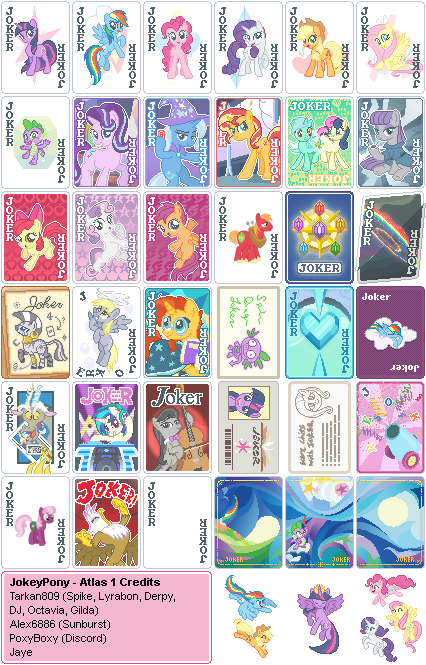 JOKER JOKER JOKER JOKER JOKER JOKER JOKER JOKER JOKER JOKER JOKER JOKER
JOKER JOKER JOKER JOKER JOKER JOKER JOKER JOKER JOKER JOKER JOKER JOKER
JOKER JOKER JOKER JOKER JOKER JOKER JOKER JOKER JOKER JOKER JOKER
Joker JOKER JOKER JOKER JOKER Joker Joker
JOKER JOKER JOKER Joker JOKER J
JOKER JOKER JOKER! JOKER JOKER JOKER JOKER JOKER
JokeyPony - Atlas 1 Credits
Tarkan809 (Spike, Lyrabon, Derpy,
DJ, Octavia, Gilda)
Alex6886 (Sunburst)
PoxyBoxy (Discord)
Jaye